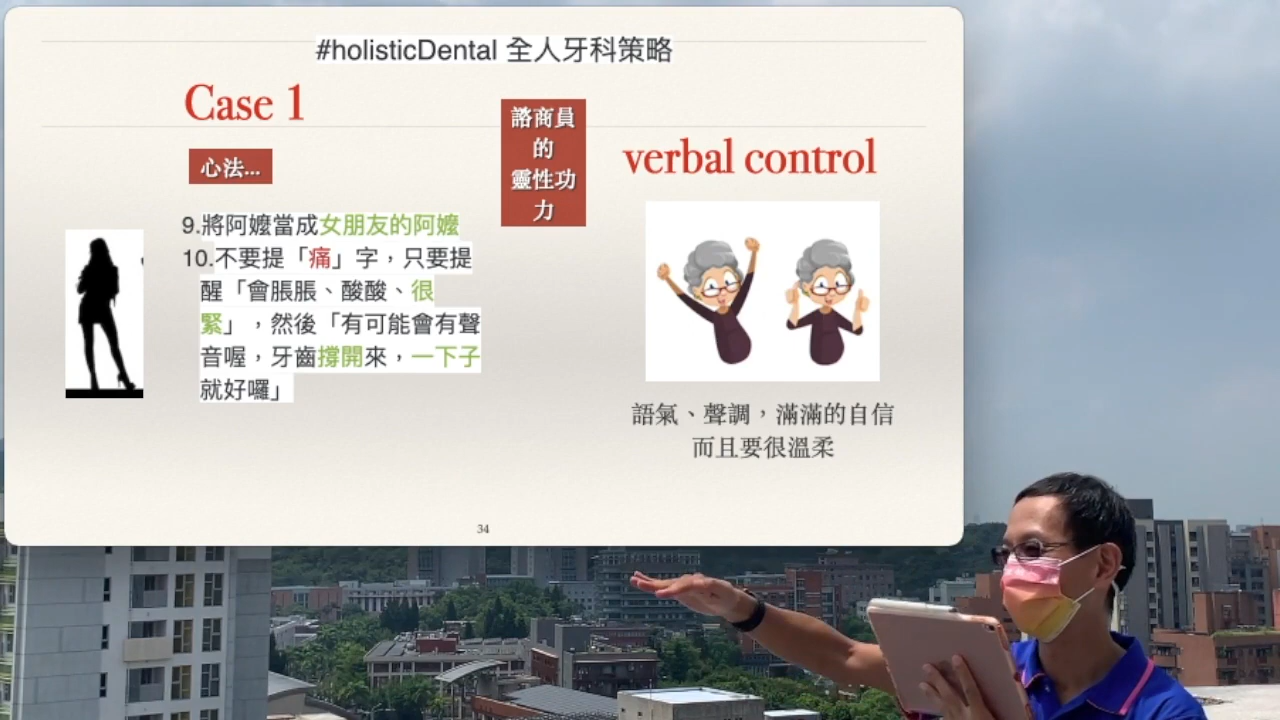 #holisticDental 全人牙科策略
Case 1
心法...
9.將阿嬤當成女朋友的阿嬤
10.不要提「痛」字，只要提
醒「會脹脹、酸酸、很
緊」，然後「有可能會有聲
音喔，牙齒撐開來，一下子
就好囉」
諮商員
的
靈性功
力
verbal control
語氣、聲調，滿滿的自信
而且要很溫柔
34